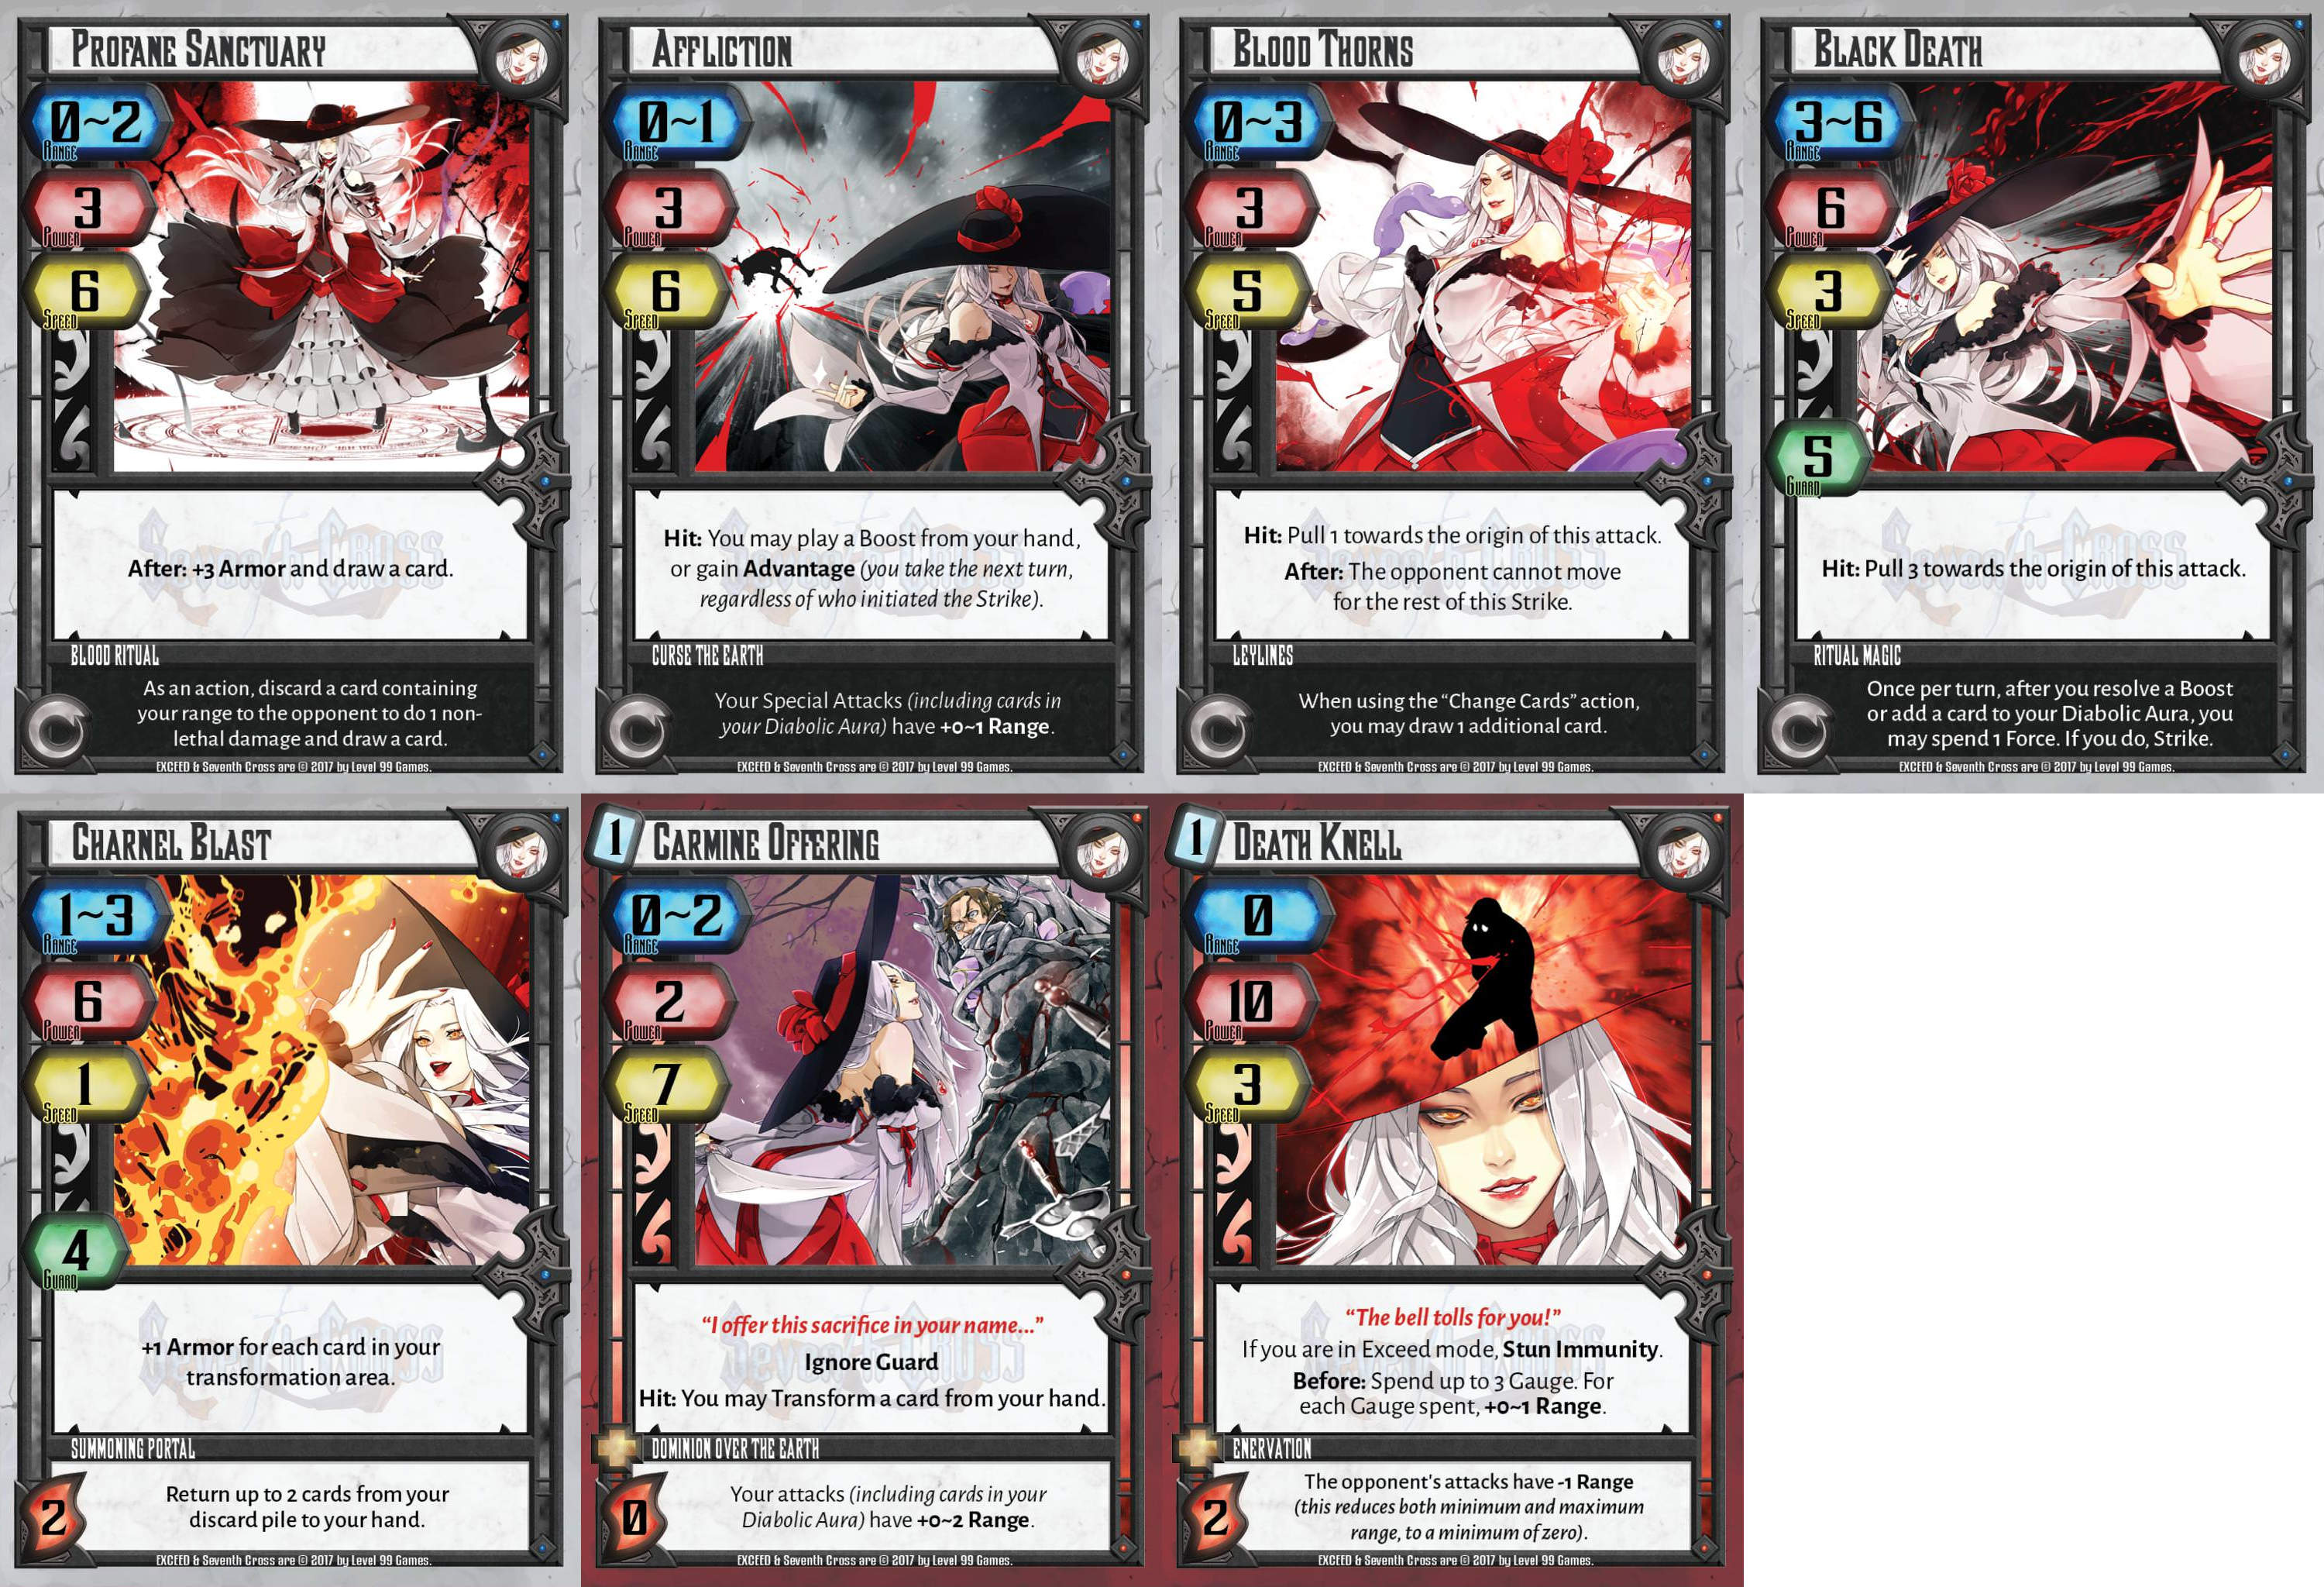 PROFANE SANCTUARY
0~2
RANGE
3
POWER
6
SPEED
After: +3 Armor and draw a card.
BLOOD RITUAL
As an action, discard a card containing
your range to the opponent to do 1 non-
lethal damage and draw a card.
EXCEED & Seventh Cross are © 2017 by Level 99 Games.
AFFLICTION
0~1
RANGE
3
POWER
6
SPEED
Hit: You may play a Boost from your hand,
or gain Advantage (you take the next turn,
regardless of who initiated the Strike).
CURSE THE EARTH
Your Special Attacks (including cards in
your Diabolic Aura) have +0~1 Range.
EXCEED & Seventh Cross are © 2017 by Level 99 Games.
BLOOD THORNS
0~3
RANGE
3
POWER
5
SPEED
Hit: Pull 1 towards the origin of this attack.
After: The opponent cannot move
for the rest of this Strike.
LEYLINES
When using the “Change Cards” action,
you may draw 1 additional card.
EXCEED & Seventh Cross are © 2017 by Level 99 Games.
BLACK DEATH
3~6
RANGE
6
POWER
3
SPEED
5
GUARD
Hit: Pull 3 towards the origin of this attack.
RITUAL MAGIC
Once per turn, after you resolve a Boost
or add a card to your Diabolic Aura, you
may spend 1 Force. If you do, Strike.
EXCEED & Seventh Cross are © 2017 by Level 99 Games.
CHARNEL BLAST
1~3
RANGE
6
POWER
1
SPEED
4
GUARD
+1 Armor for each card in your
transformation area.
SUMMONING PORTAL
2
Return up to 2 cards from your
discard pile to your hand.
EXCEED & Seventh Cross are © 2017 by Level 99 Games.
1
CARMINE OFFERING
0~2
RANGE
2
POWER
7
SPEED
“I offer this sacrifice in your name...”
Ignore Guard
Hit: You may Transform a card from your hand.
DOMINION OVER THE EARTH
0
Your attacks (including cards in your
Diabolic Aura) have +0~2 Range.
EXCEED & Seventh Cross are © 2017 by Level 99 Games.
1
DEATH KNELL
0
RANGE
10
POWER
3
SPEED
“The bell tolls for you!”
If you are in Exceed mode, Stun Immunity.
Before: Spend up to 3 Gauge. For
each Gauge spent, +0~1 Range.
ENERVATION
2
The opponent's attacks have -1 Range
(this reduces both minimum and maximum
range, to a minimum of zero).
EXCEED & Seventh Cross are © 2017 by Level 99 Games.